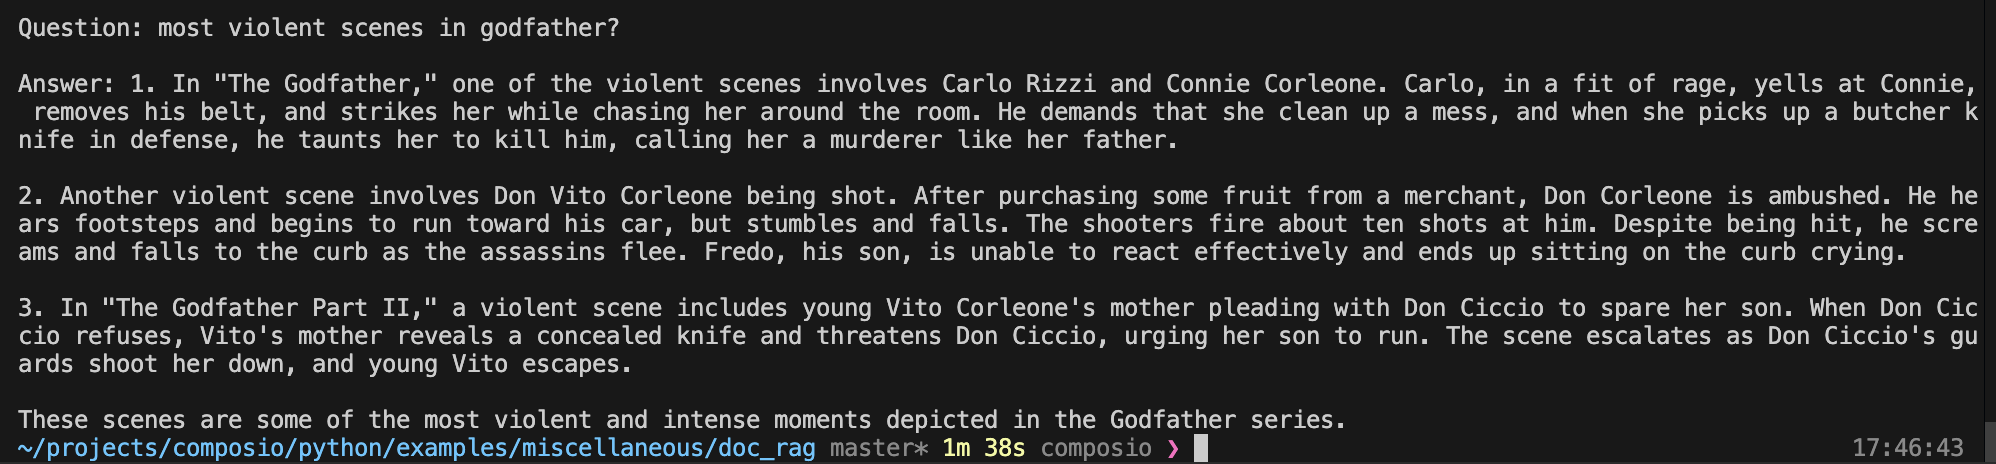 Question: most violent scenes in godfather?
Answer: 1. In "The Godfather," one of the violent scenes involves Carlo Rizzi and Connie Corleone. Carlo, in a fit of rage, yells at Connie,
 removes his belt, and strikes her while chasing her around the room. He demands that she clean up a mess, and when she picks up a butcher k
nife in defense, he taunts her to kill him, calling her a murderer like her father.
2. Another violent scene involves Don Vito Corleone being shot. After purchasing some fruit from a merchant, Don Corleone is ambushed. He he
ars footsteps and begins to run toward his car, but stumbles and falls. The shooters fire about ten shots at him. Despite being hit, he scre
ams and falls to the curb as the assassins flee. Fredo, his son, is unable to react effectively and ends up sitting on the curb crying.
3. In "The Godfather Part II," a violent scene includes young Vito Corleone's mother pleading with Don Ciccio to spare her son. When Don Cic
cio refuses, Vito's mother reveals a concealed knife and threatens Don Ciccio, urging her son to run. The scene escalates as Don Ciccio's gu
ards shoot her down, and young Vito escapes.
These scenes are some of the most violent and intense moments depicted in the Godfather series.
~/projects/composio/python/examples/miscellaneous/doc_rag master* 1m 38s composio ❯ 17:46:43